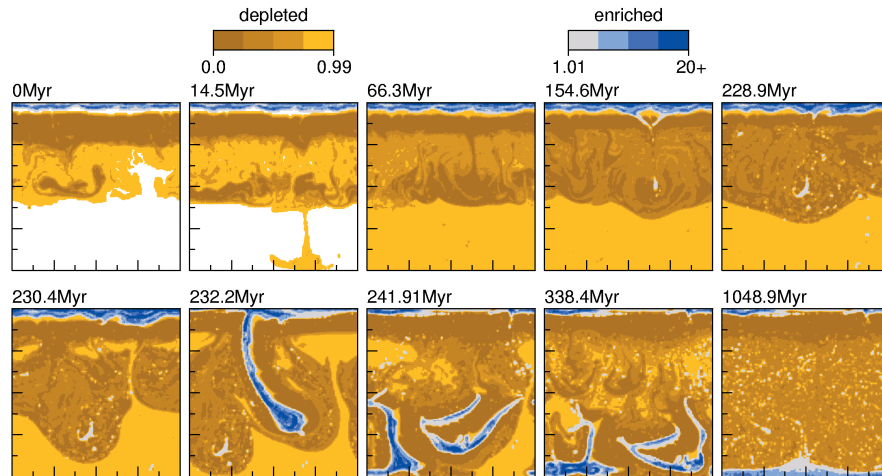 depleted enriched
0.0 0.99 1.01 20+
0Myr 14.5Myr 66.3Myr 154.6Myr 228.9Myr
230.4Myr 232.2Myr 241.91Myr 338.4Myr 1048.9Myr